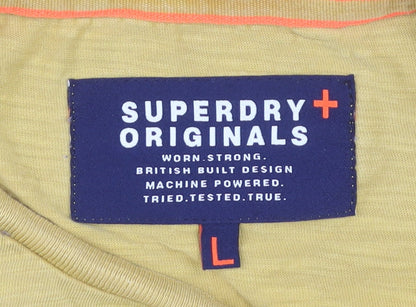 SUPERDRY +
ORIGINALS
WORN.STRONG.
BRITISH BUILT DESIGN
MACHINE POWERED.
TRIED.TESTED.TRUE.
L